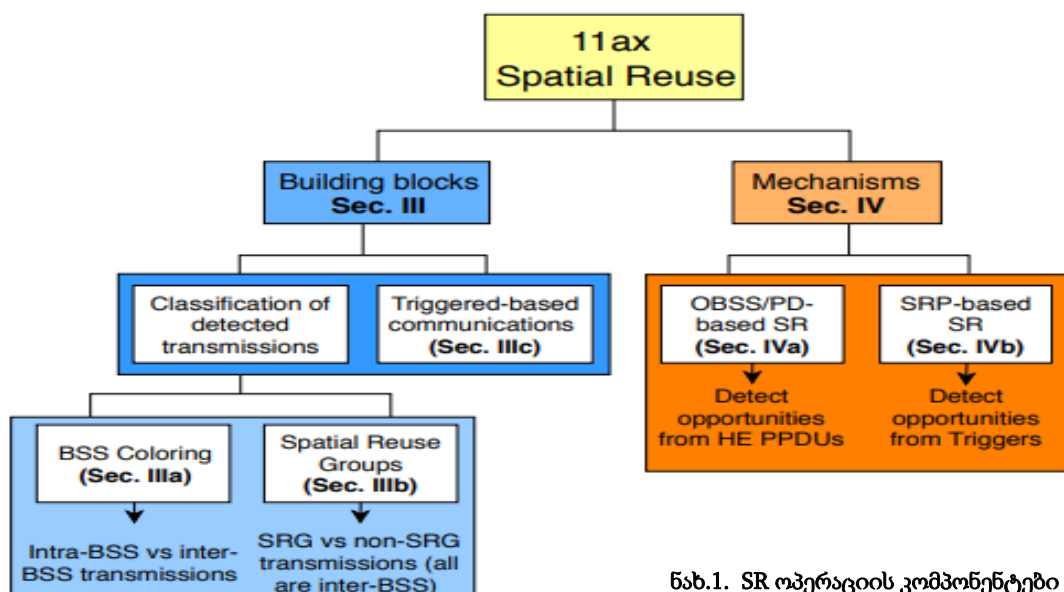 11ax
Spatial Reuse
Building blocks
Sec. III
Mechanisms
Sec. IV
Classification of
detected
transmissions
Triggered-based
communications
(Sec. IIIc)
OBSS/PD-
based SR
(Sec. IVa)
SRP-based
SR
(Sec. IVb)
Detect
opportunities
from HE PPDUs
Detect
opportunities
from Triggers
BSS Coloring
(Sec. IIIa)
Spatial Reuse
Groups
(Sec. IIIb)
Intra-BSS vs inter-
BSS transmissions
SRG vs non-SRG
transmissions (all
are inter-BSS)
ნახ.1. SR ოპერაციის კომპონენტები